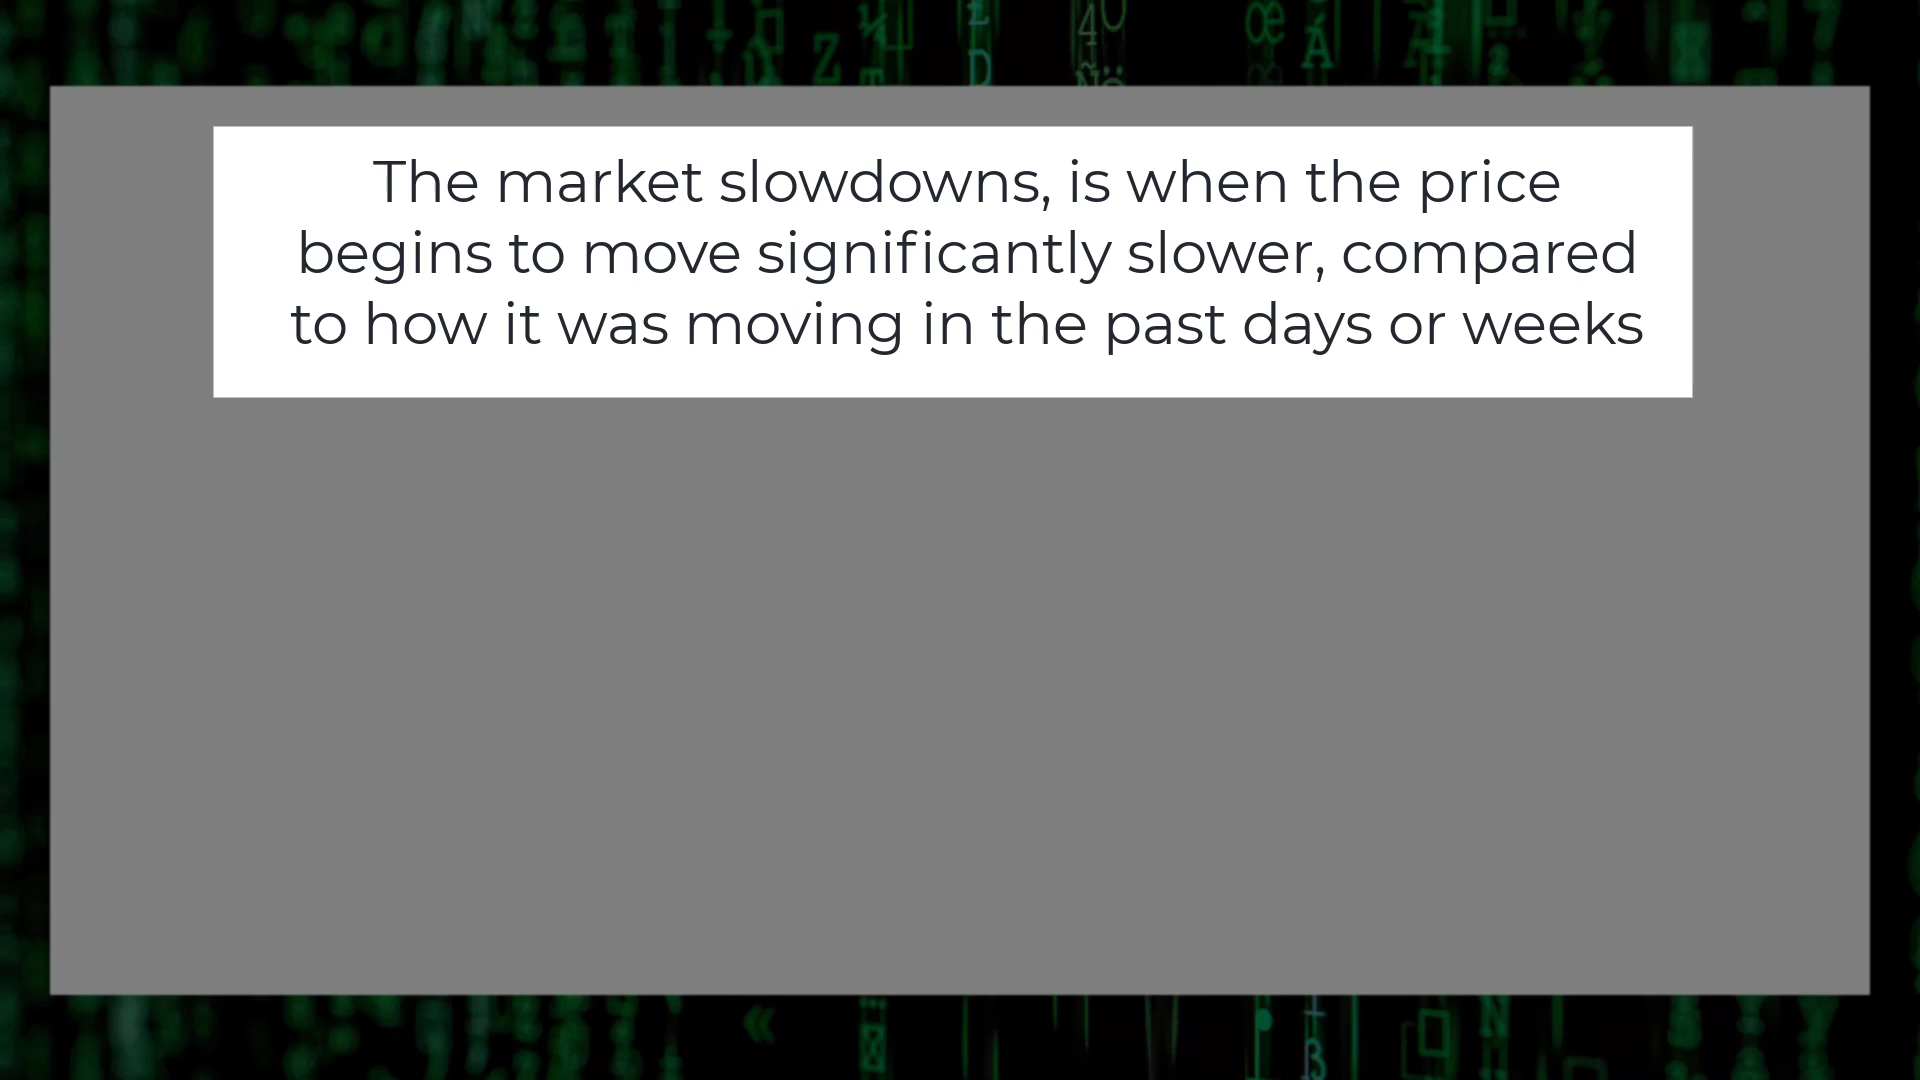 The market slowdowns, is when the price
begins to move significantly slower, compared
to how it was moving in the past days or weeks